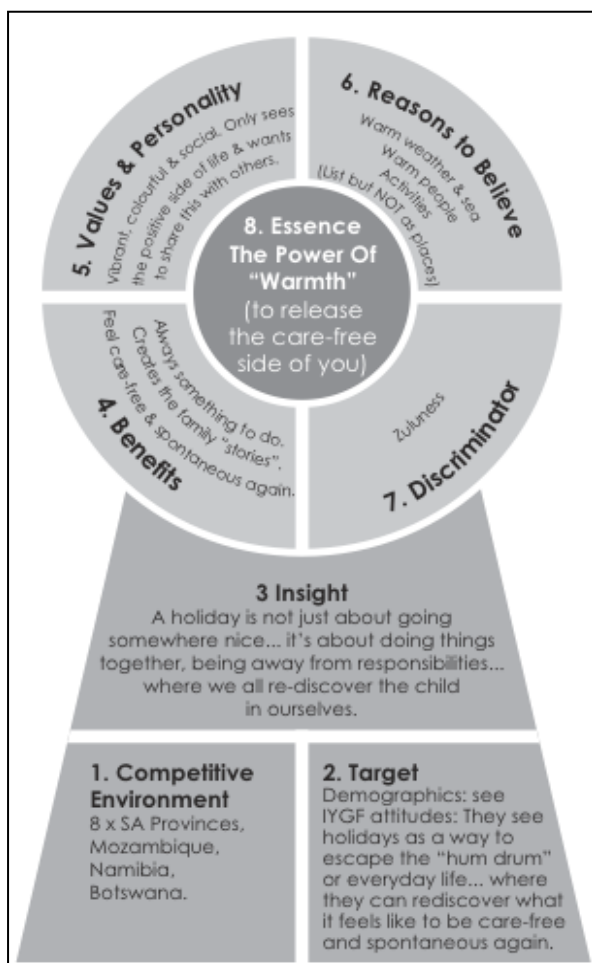 5. Values & Personality
Vibrant, colourful & social. Only sees
the positive side of life & wants
to share this with others.
6. Reasons to Believe
Warm weather & sea
Warm people
Activities
(List but NOT as places)
8. Essence
The Power Of
“Warmth”
(to release
the care-free
side of you)
Always something to do.
Creates the family “stories”.
Feel care-free & spontaneous again.
4. Benefits
Zuluness
7. Discriminator
3 Insight
A holiday is not just about going
somewhere nice... it’s about doing things
together, being away from responsibilities...
where we all re-discover the child
in ourselves.
1. Competitive
Environment
8 x SA Provinces,
Mozambique,
Namibia,
Botswana.
2. Target
Demographics: see
IYGF attitudes: They see
holidays as a way to
escape the “hum drum”
or everyday life... where
they can rediscover what
it feels like to be care-free
and spontaneous again.